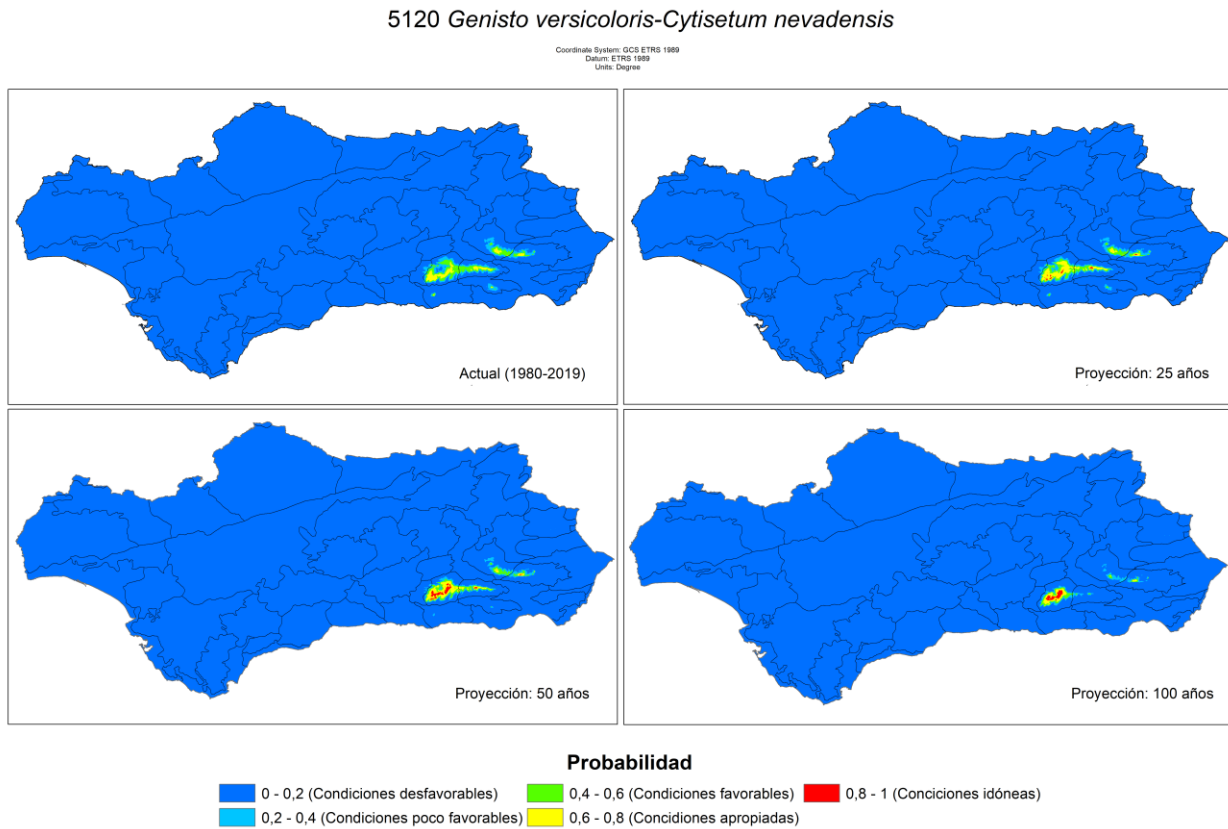 5120 Genisto versicoloris-Cytisetum nevadensis
Coordinate System: GCS ETRS 1989
Datum: ETRS 1989
Units: Degree
Actual (1980-2019)
Proyección: 25 años
Proyección: 50 años
Proyección: 100 años
Probabilidad
0 - 0,2 (Condiciones desfavorables)
0,4 - 0,6 (Condiciones favorables)
0,8 - 1 (Conciciones idóneas)
0,2 - 0,4 (Condiciones poco favorables)
0,6 - 0,8 (Concidiones apropiadas)